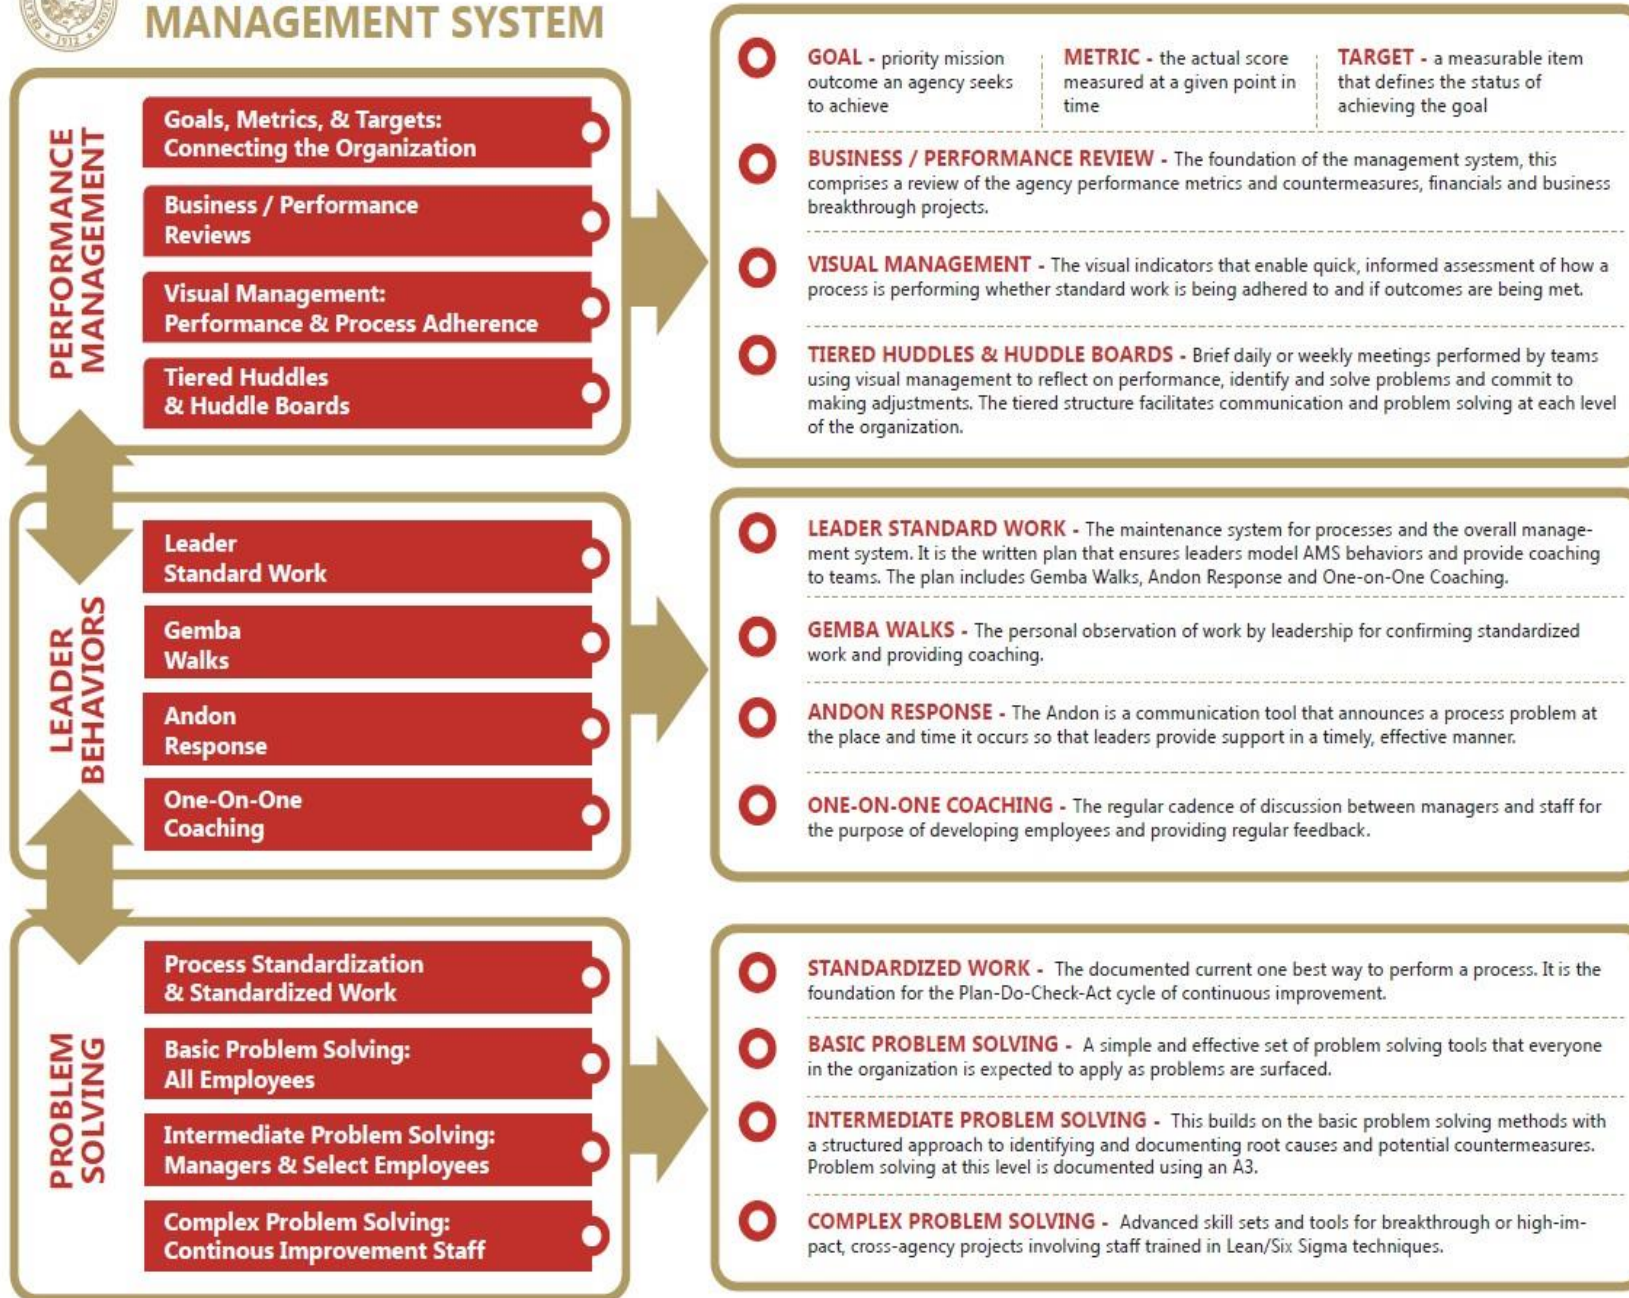 1912
MANAGEMENT SYSTEM
PERFORMANCE
MANAGEMENT
Goals, Metrics, & Targets:
Connecting the Organization
Business / Performance
Reviews
Visual Management:
Performance & Process Adherence
Tiered Huddles
& Huddle Boards
GOAL - priority mission
outcome an agency seeks
to achieve
METRIC - the actual score
measured at a given point in
time
TARGET - a measurable item
that defines the status of
achieving the goal
BUSINESS / PERFORMANCE REVIEW - The foundation of the management system, this
comprises a review of the agency performance metrics and countermeasures, financials and business
breakthrough projects.
VISUAL MANAGEMENT - The visual indicators that enable quick, informed assessment of how a
process is performing whether standard work is being adhered to and if outcomes are being met.
TIERED HUDDLES & HUDDLE BOARDS - Brief daily or weekly meetings performed by teams
using visual management to reflect on performance, identify and solve problems and commit to
making adjustments. The tiered structure facilitates communication and problem solving at each level
of the organization.
LEADER
BEHAVIORS
Leader
Standard Work
Gemba
Walks
Andon
Response
One-On-One
Coaching
LEADER STANDARD WORK - The maintenance system for processes and the overall manage-
ment system. It is the written plan that ensures leaders model AMS behaviors and provide coaching
to teams. The plan includes Gemba Walks, Andon Response and One-on-One Coaching.
GEMBA WALKS - The personal observation of work by leadership for confirming standardized
work and providing coaching.
ANDON RESPONSE - The Andon is a communication tool that announces a process problem at
the place and time it occurs so that leaders provide support in a timely, effective manner.
ONE-ON-ONE COACHING - The regular cadence of discussion between managers and staff for
the purpose of developing employees and providing regular feedback.
PROBLEM
SOLVING
Process Standardization
& Standardized Work
Basic Problem Solving:
All Employees
Intermediate Problem Solving:
Managers & Select Employees
Complex Problem Solving:
Continous Improvement Staff
STANDARDIZED WORK - The documented current one best way to perform a process. It is the
foundation for the Plan-Do-Check-Act cycle of continuous improvement.
BASIC PROBLEM SOLVING - A simple and effective set of problem solving tools that everyone
in the organization is expected to apply as problems are surfaced.
INTERMEDIATE PROBLEM SOLVING - This builds on the basic problem solving methods with
a structured approach to identifying and documenting root causes and potential countermeasures.
Problem solving at this level is documented using an A3.
COMPLEX PROBLEM SOLVING - Advanced skill sets and tools for breakthrough or high-im-
pact, cross-agency projects involving staff trained in Lean/Six Sigma techniques.